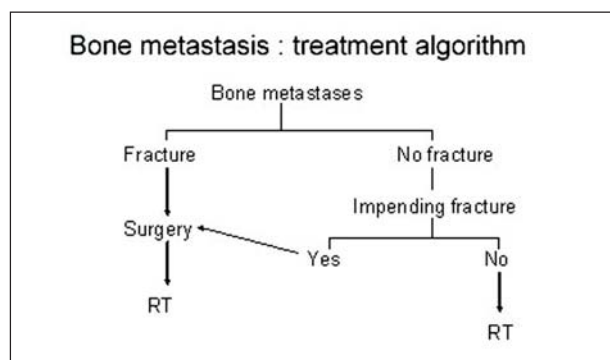 Bone metastasis : treatment algorithm
Bone metastases
Fracture
No fracture
Impending fracture
Surgery
Yes
No
RT
RT